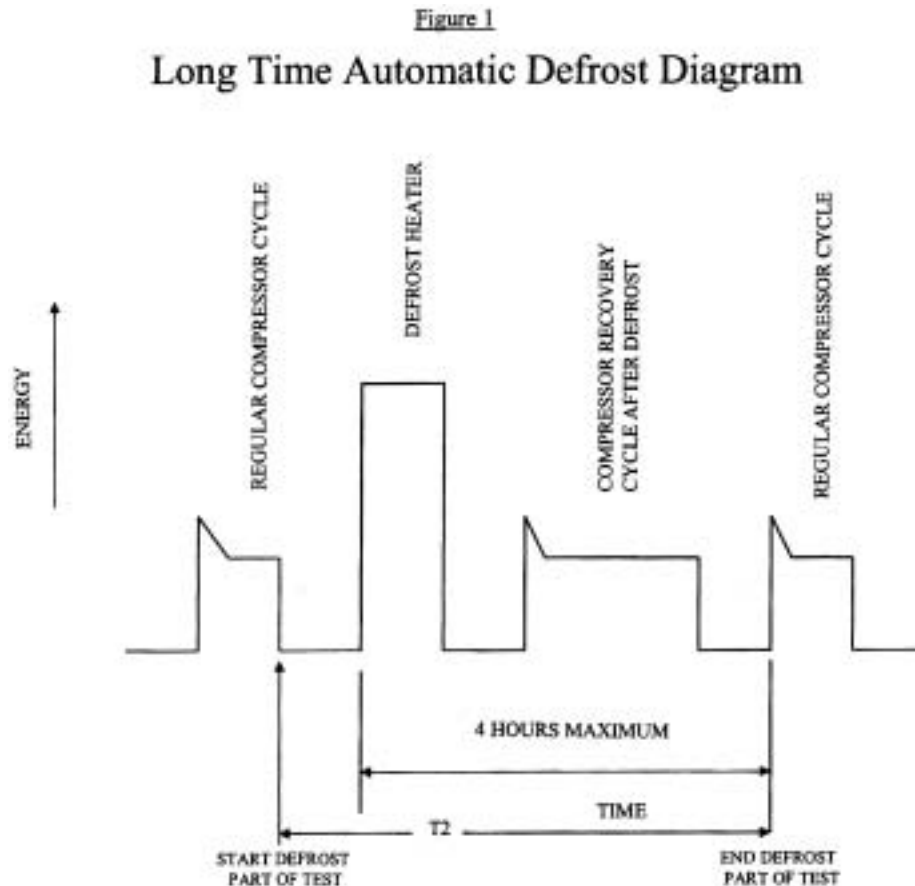 Figure 1
Long Time Automatic Defrost Diagram
ENERGY
REGULAR COMPRESSOR CYCLE
DEFROST HEATER
COMPRESSOR RECOVERY
CYCLE AFTER DEFROST
REGULAR COMPRESSOR CYCLE
4 HOURS MAXIMUM
TIME
T2
START DEFROST
PART OF TEST
END DEFROST
PART OF TEST